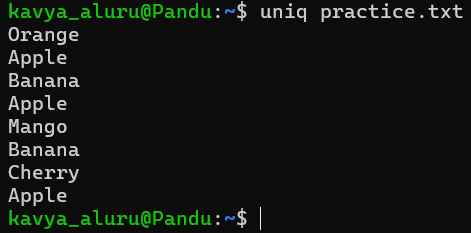 kavya_aluru@Pandu:~$ uniq practice.txt
Orange
Apple
Banana
Apple
Mango
Banana
Cherry
Apple
kavya_aluru@Pandu:~$